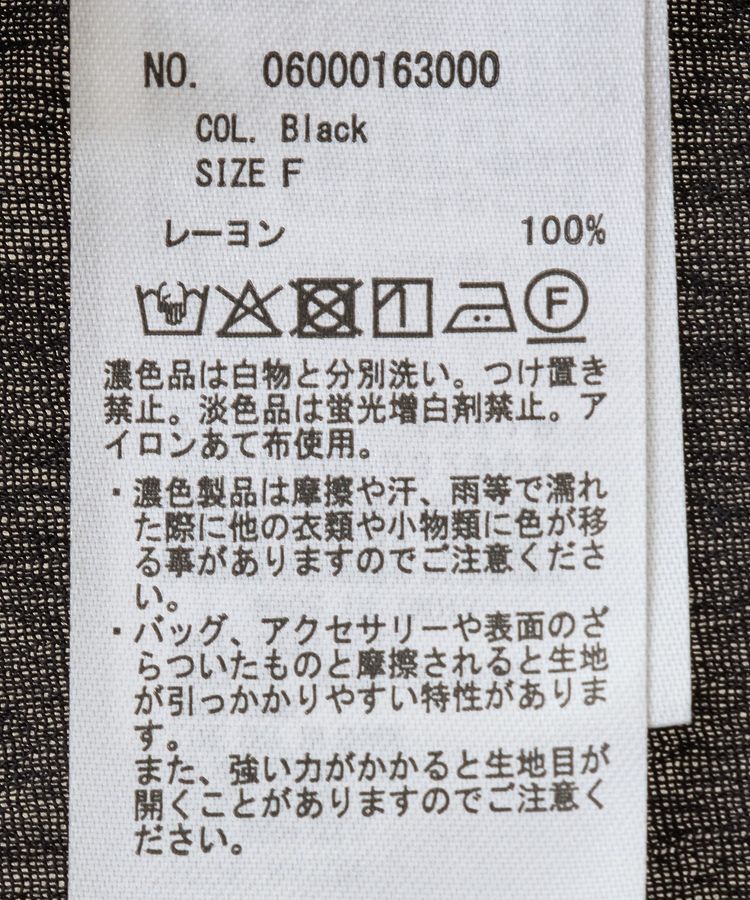 NO. 06000163000
COL. Black
SIZE F
レーヨン 100%
F
濃色品は白物と分別洗い。つけ置き
禁止。淡色品は蛍光増白剤禁止。ア
イロンあて布使用。
・濃色製品は摩擦や汗、雨等で濡れ
た際に他の衣類や小物類に色が移
る事がありますのでご注意くださ
い。
・バッグ、アクセサリーや表面のざ
らついたものと摩擦されると生地
が引っかかりやすい特性がありま
す。
また、強い力がかかると生地目が
開くことがありますのでご注意く
ださい。